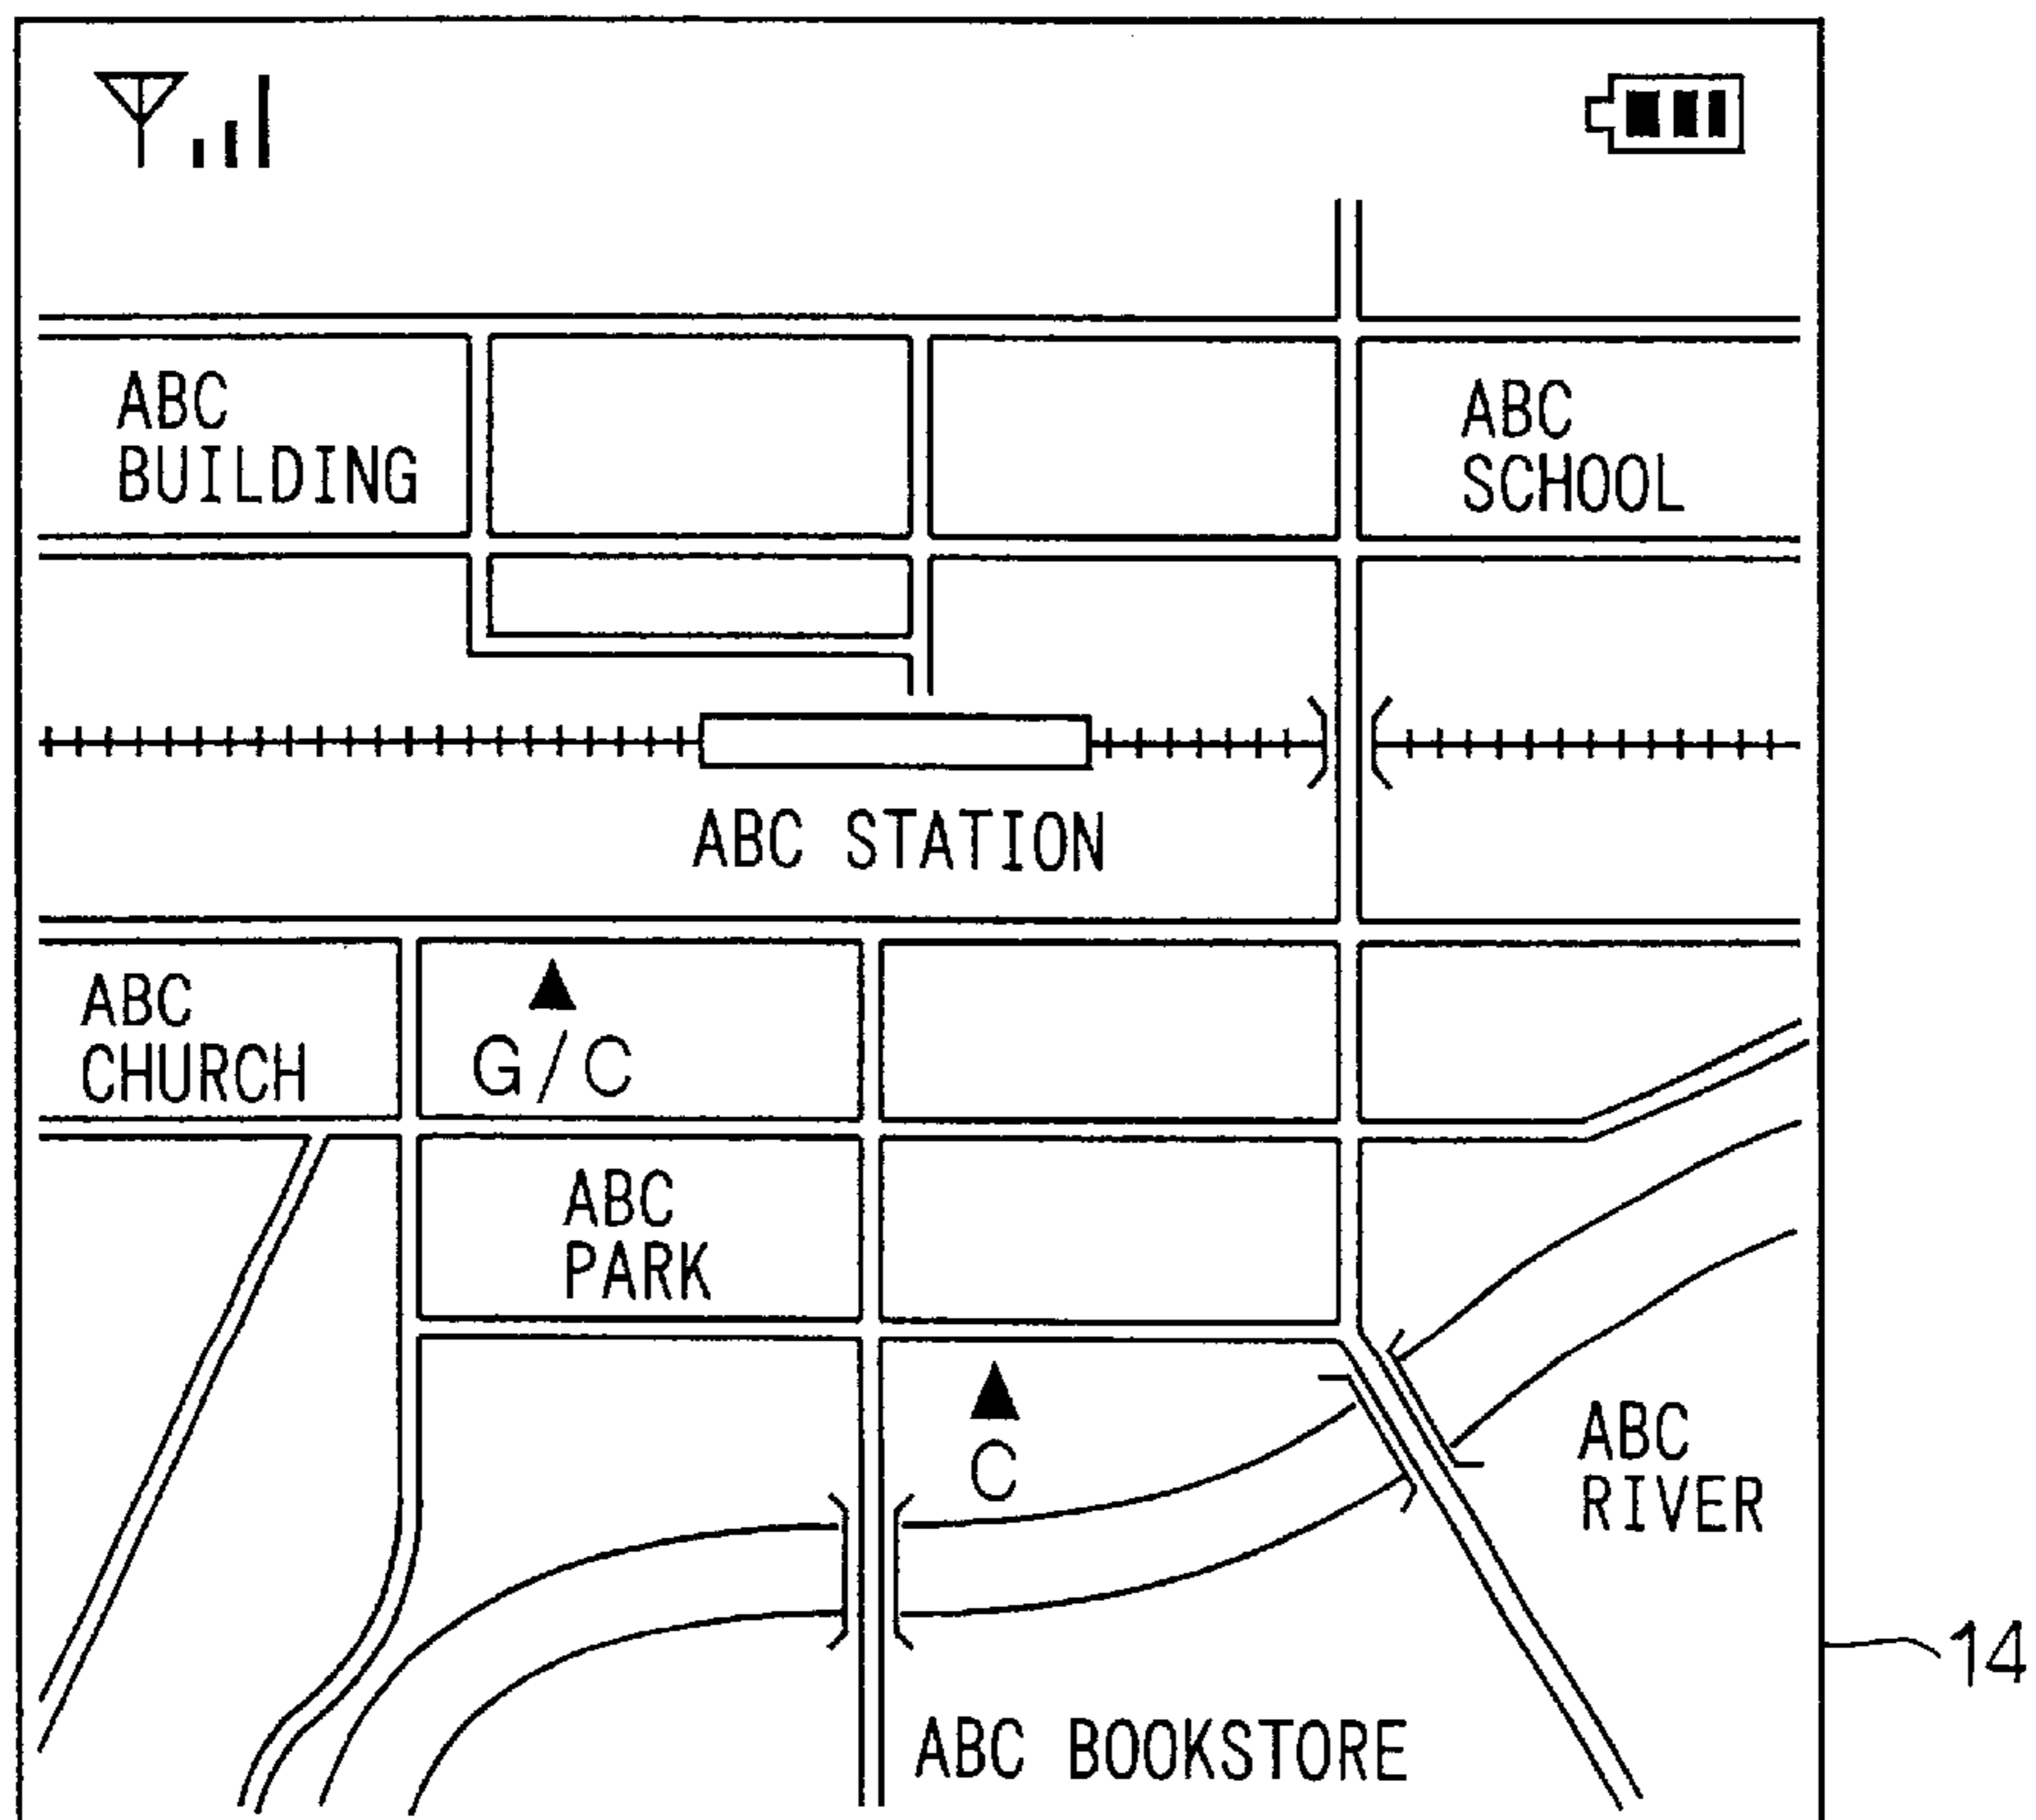 ABC
BUILDING
ABC
SCHOOL
ABC STATION
ABC
CHURCH
G/C
ABC
PARK
C
ABC
RIVER
14
ABC BOOKSTORE